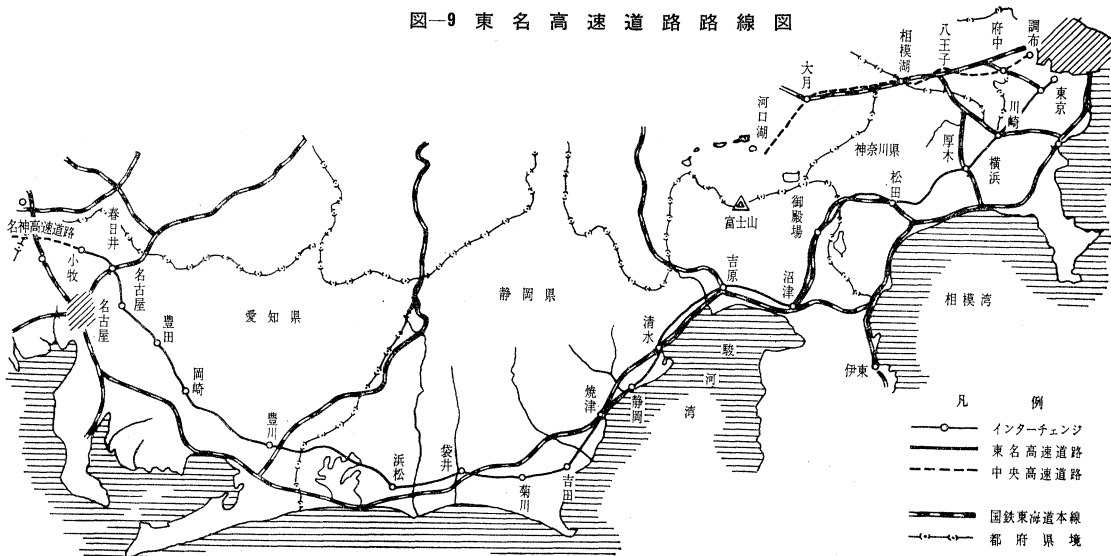 図—9 東名高速道路路線図
調布
府中
八王子
相模湖
大月
河口湖
東京
川崎
厚木
横浜
神奈川県
松田
御殿場
富士山
名神高速道路
春日井
小牧
名古屋
名古屋
豊田
愛知県
静岡県
吉原
沼津
相模湾
清水
駿河湾
岡崎
焼津
静岡
伊東
豊川
浜松
袋井
菊川
吉田
凡例
インターチェンジ
東名高速道路
中央高速道路
国鉄東海道本線
都府県境